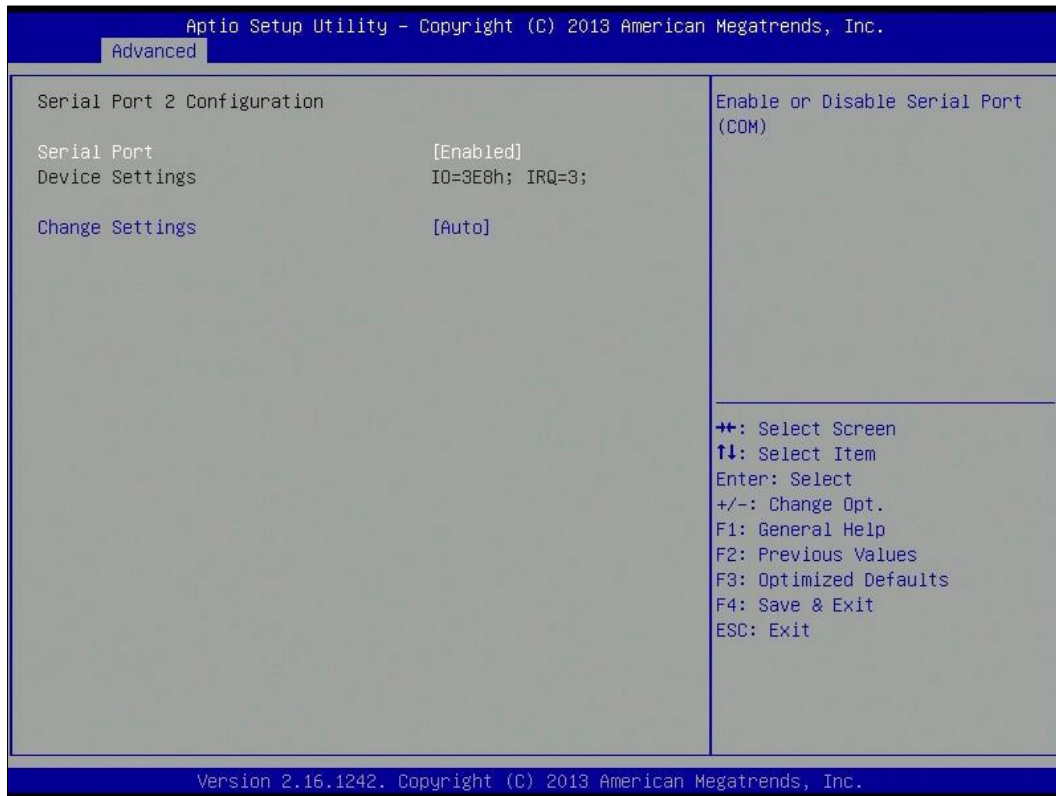 Aptio Setup Utility – Copyright (C) 2013 American Megatrends, Inc.
Advanced
Serial Port 2 Configuration
Serial Port [Enabled]
Device Settings IO=3E8h; IRQ=3;
Change Settings [Auto]
Enable or Disable Serial Port
(COM)
→←: Select Screen
↑↓: Select Item
Enter: Select
+/-: Change Opt.
F1: General Help
F2: Previous Values
F3: Optimized Defaults
F4: Save & Exit
ESC: Exit
Version 2.16.1242. Copyright (C) 2013 American Megatrends, Inc.